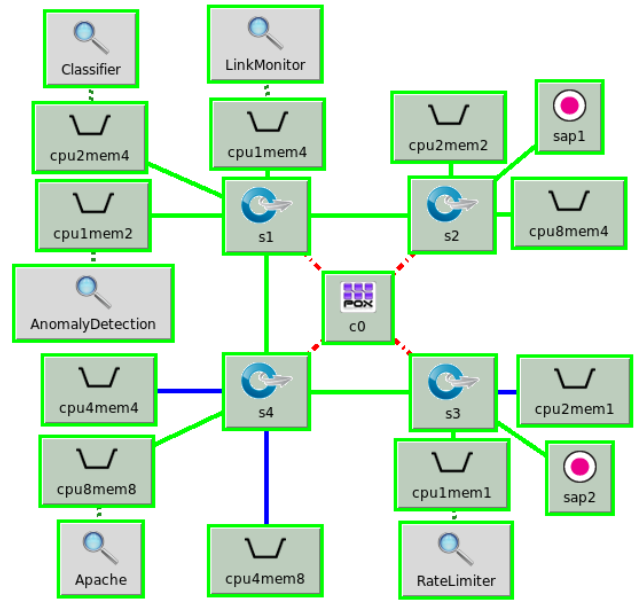 Classifier
LinkMonitor
cpu2mem4
cpu1mem4
cpu2mem2
sap1
cpu1mem2
s1
s2
cpu8mem4
AnomalyDetection
POX
c0
cpu4mem4
s4
s3
cpu2mem1
cpu8mem8
cpu1mem1
sap2
Apache
cpu4mem8
RateLimiter